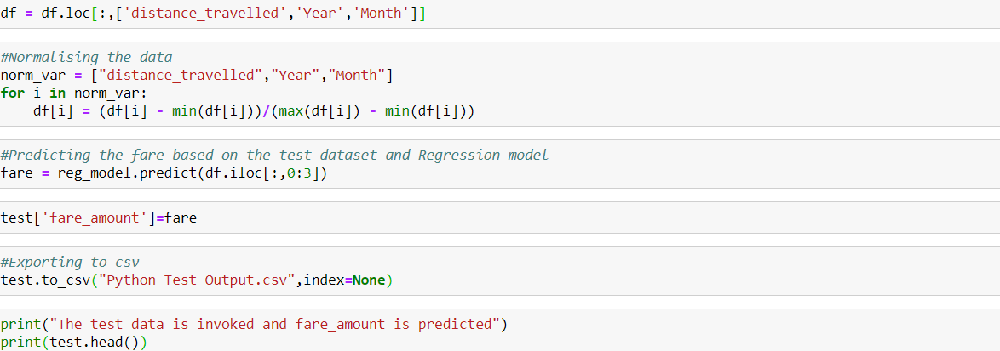 df = df.loc[:,['distance_travelled','Year','Month']]
#Normalising the data
norm_var = ["distance_travelled","Year","Month"]
for i in norm_var:
    df[i] = (df[i] - min(df[i]))/(max(df[i]) - min(df[i]))
#Predicting the fare based on the test dataset and Regression model
fare = reg_model.predict(df.iloc[:,0:3])
test['fare_amount']=fare
#Exporting to csv
test.to_csv("Python Test Output.csv",index=None)
print("The test data is invoked and fare_amount is predicted")
print(test.head())